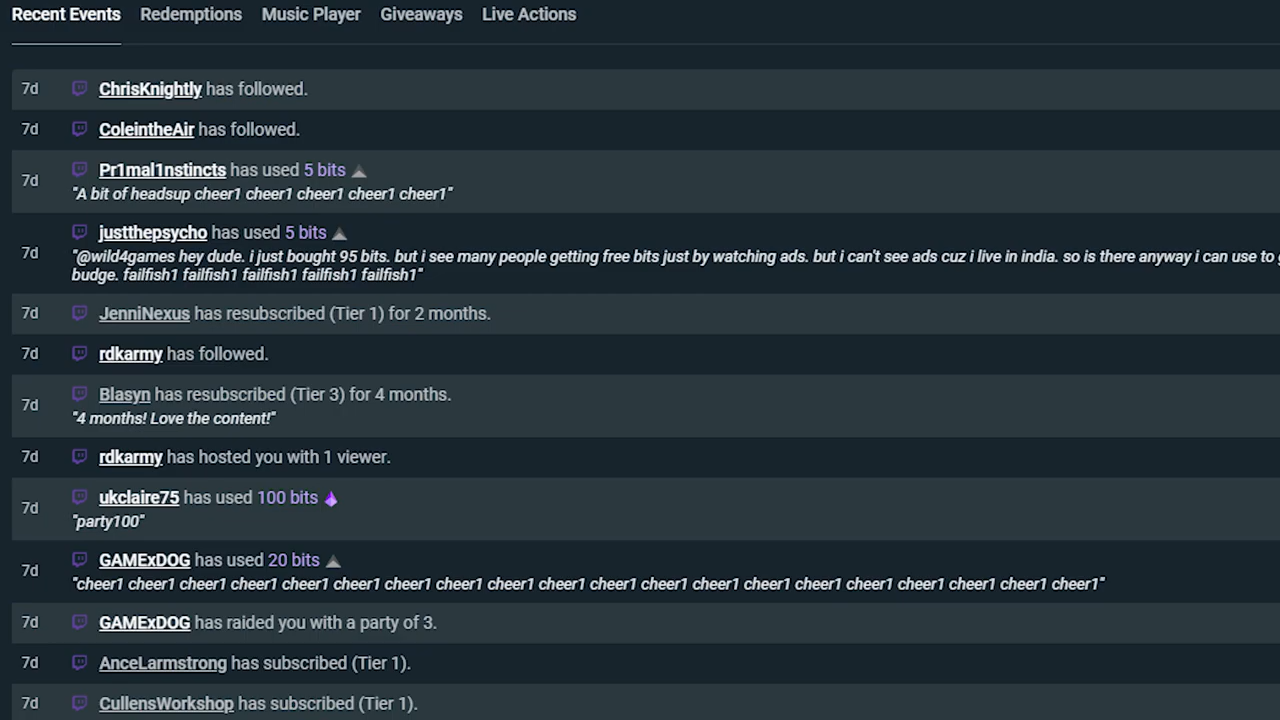 Recent Events Redemptions Music Player Giveaways Live Actions
7d ChrisKnightly has followed.
7d ColeintheAir has followed.
7d Pr1mal1nstincts has used 5 bits
"A bit of headsup cheer1 cheer1 cheer1 cheer1 cheer1"
7d justthepsycho has used 5 bits
"@wild4games hey dude. i just bought 95 bits. but i see many people getting free bits just by watching ads. but i can't see ads cuz i live in india. so is there anyway i can use to
budge. failfish1 failfish1 failfish1 failfish1 failfish1"
7d JenniNexus has resubscribed (Tier 1) for 2 months.
7d rdkarmy has followed.
7d Blasyn has resubscribed (Tier 3) for 4 months.
"4 months! Love the content!"
7d rdkarmy has hosted you with 1 viewer.
7d ukclaire75 has used 100 bits
"party100"
7d GAMExDOG has used 20 bits
"cheer1 cheer1 cheer1 cheer1 cheer1 cheer1 cheer1 cheer1 cheer1 cheer1 cheer1 cheer1 cheer1 cheer1 cheer1 cheer1 cheer1 cheer1 cheer1 cheer1"
7d GAMExDOG has raided you with a party of 3.
7d AnceLarmstrong has subscribed (Tier 1).
7d CullensWorkshop has subscribed (Tier 1).